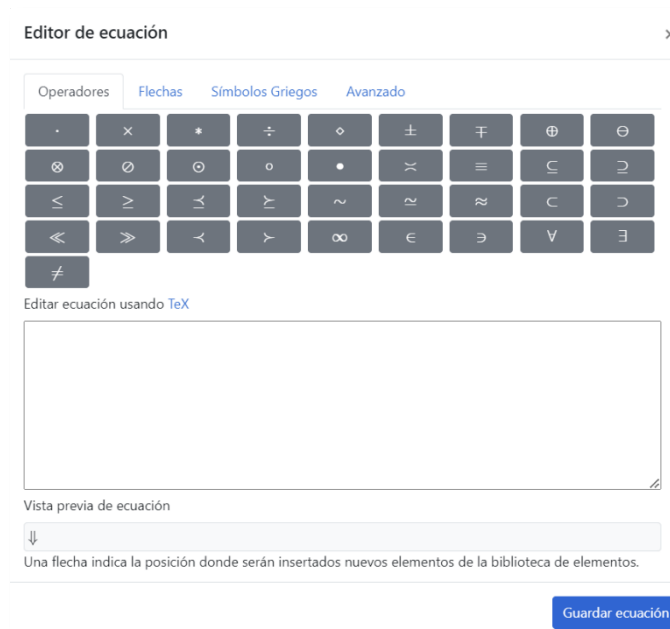 Editor de ecuación ×
Operadores Flechas Símbolos Griegos Avanzado
· × * ÷ ⋄ ± ∓ ⊕ ⊖
⊗ ⊘ ⊙ ∘ • ≍ ≡ ⊆ ⊇
≤ ≥ ⪯ ⪰ ∼ ≃ ≈ ⊂ ⊃
≪ ≫ ≺ ≻ ∞ ∈ ∋ ∀ ∃
≠
Editar ecuación usando TeX
Vista previa de ecuación
⇓
Una flecha indica la posición donde serán insertados nuevos elementos de la biblioteca de elementos.
Guardar ecuación